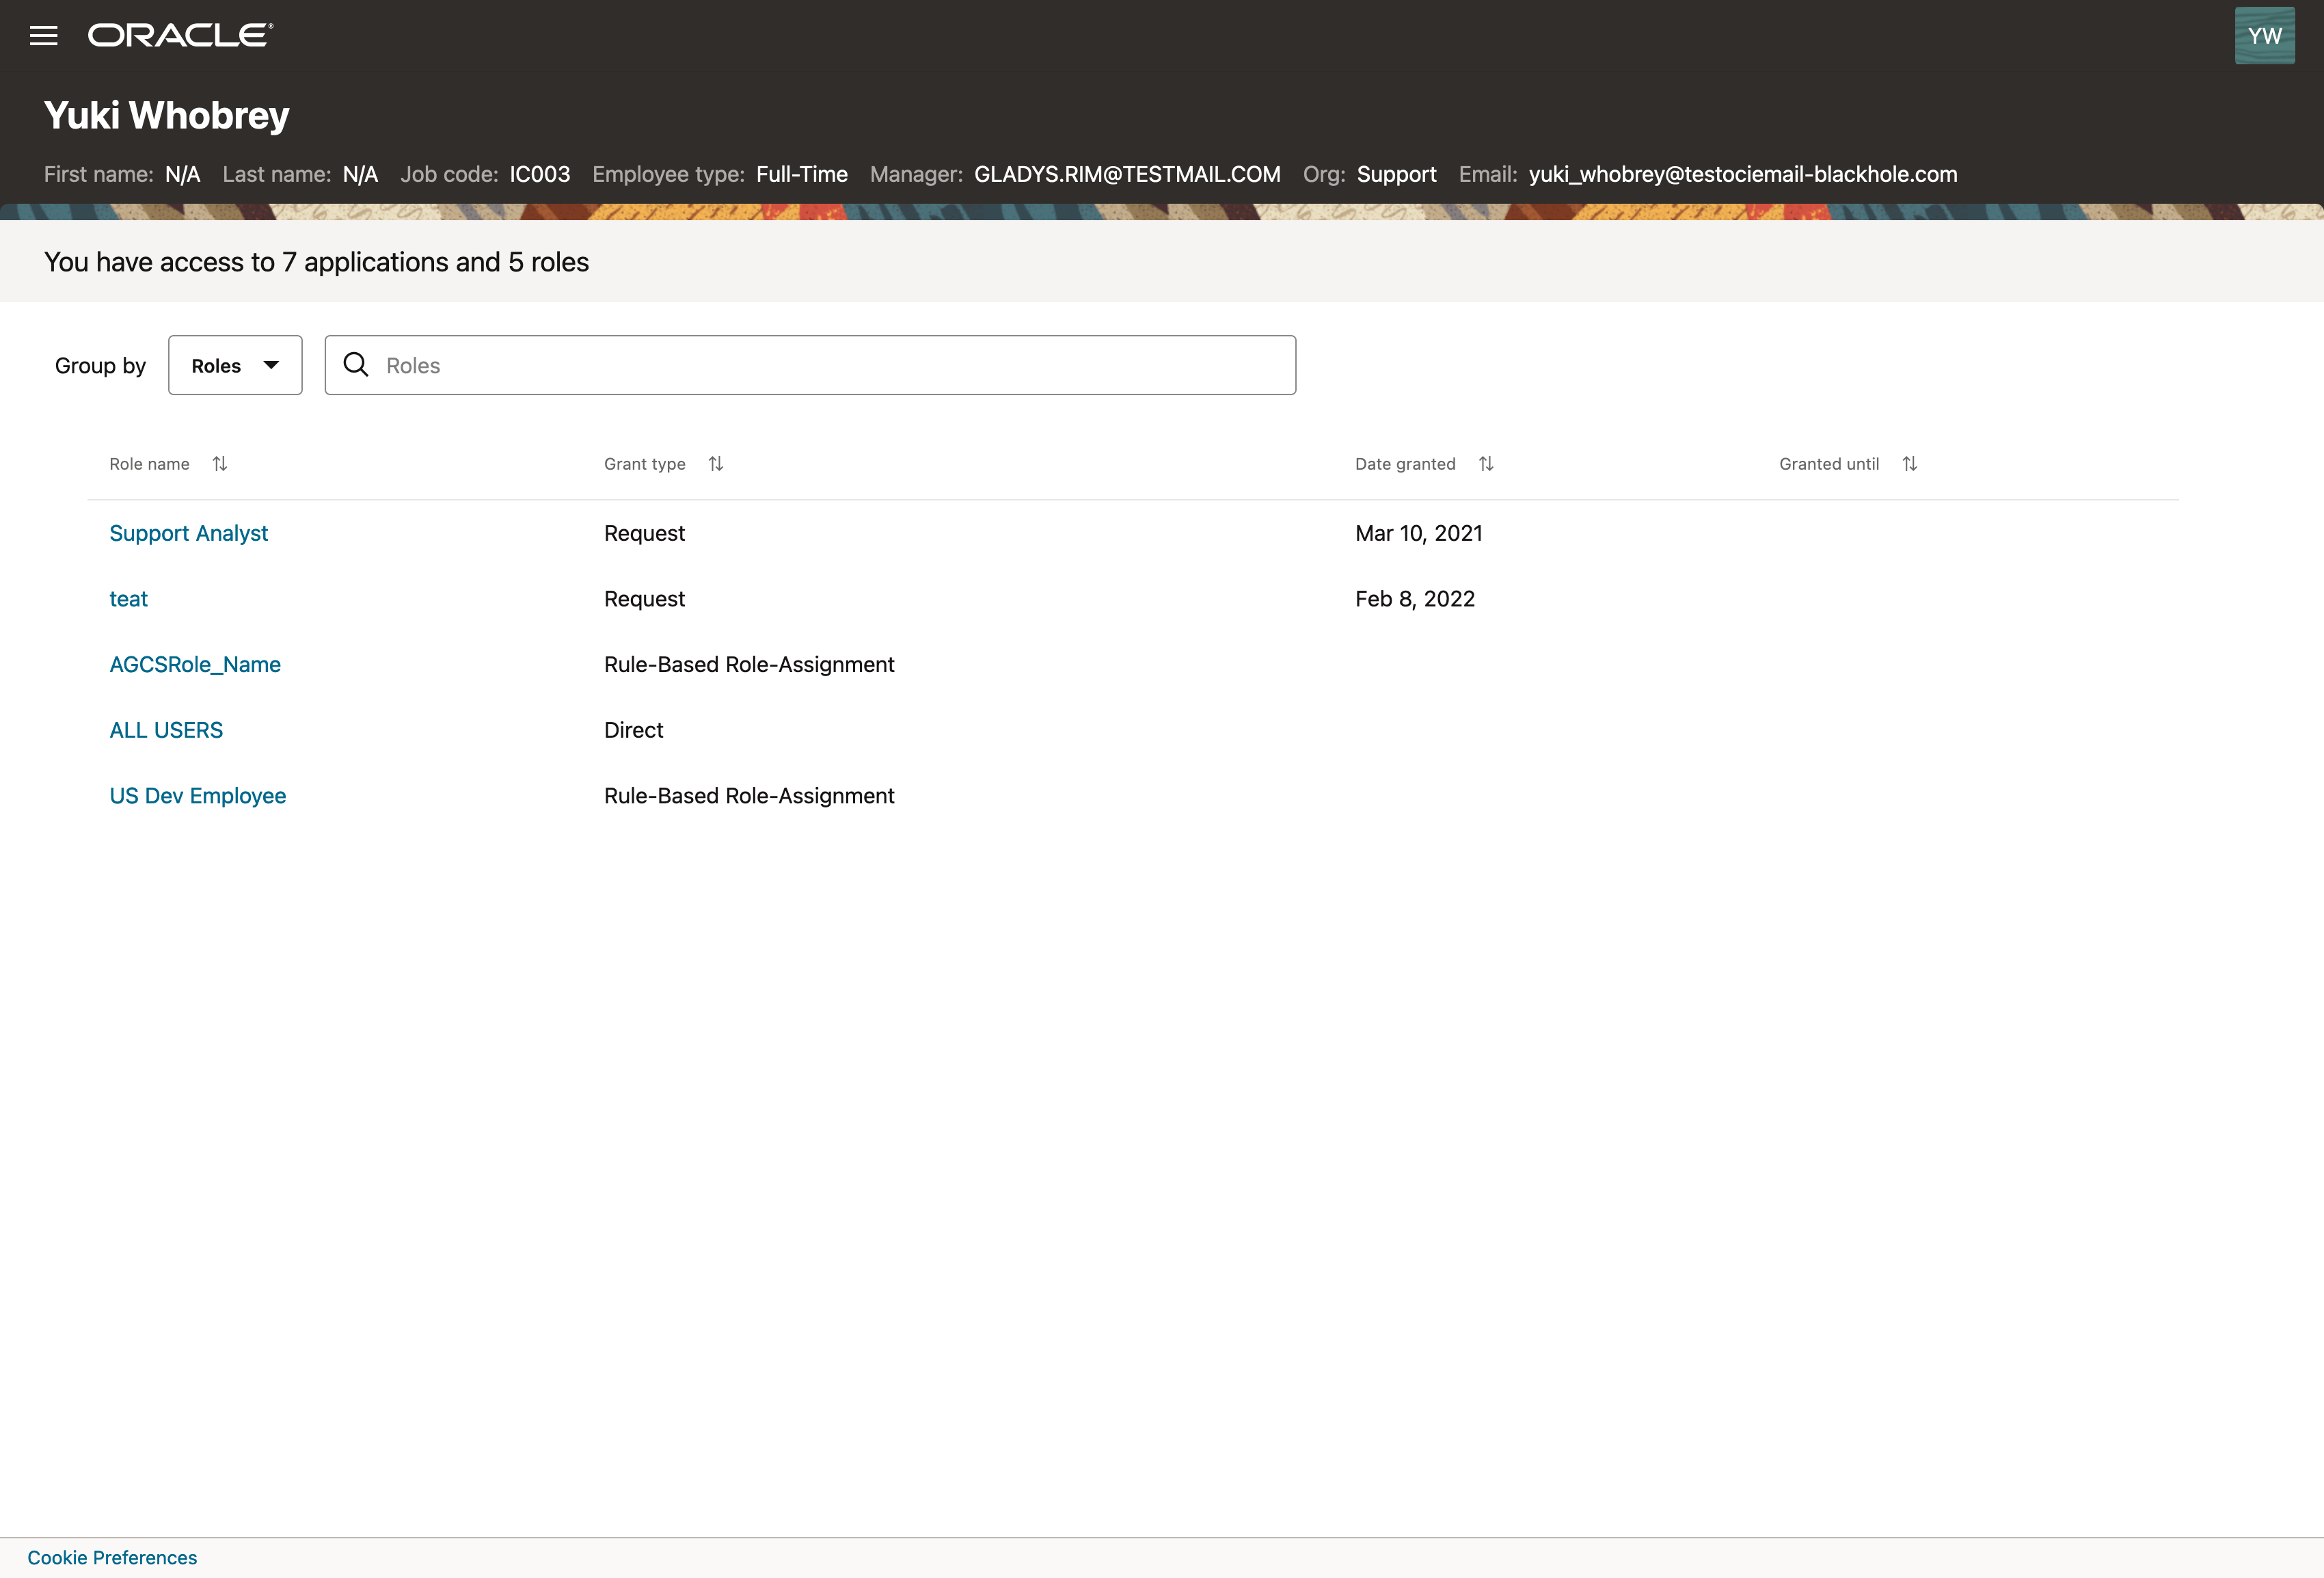 ORACLE
YW
Yuki Whobrey
First name: N/A Last name: N/A Job code: IC003 Employee type: Full-Time Manager: GLADYS.RIM@TESTMAIL.COM Org: Support Email: yuki_whobrey@testociemail-blackhole.com
You have access to 7 applications and 5 roles
Group by Roles Roles
Role name Grant type Date granted Granted until
Support Analyst Request Mar 10, 2021
teat Request Feb 8, 2022
AGCSRole_Name Rule-Based Role-Assignment
ALL USERS Direct
US Dev Employee Rule-Based Role-Assignment
Cookie Preferences